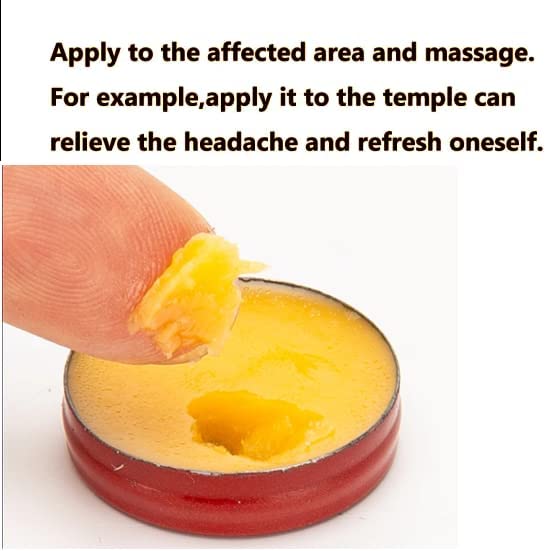 Apply to the affected area and massage.
For example,apply it to the temple can
relieve the headache and refresh oneself.